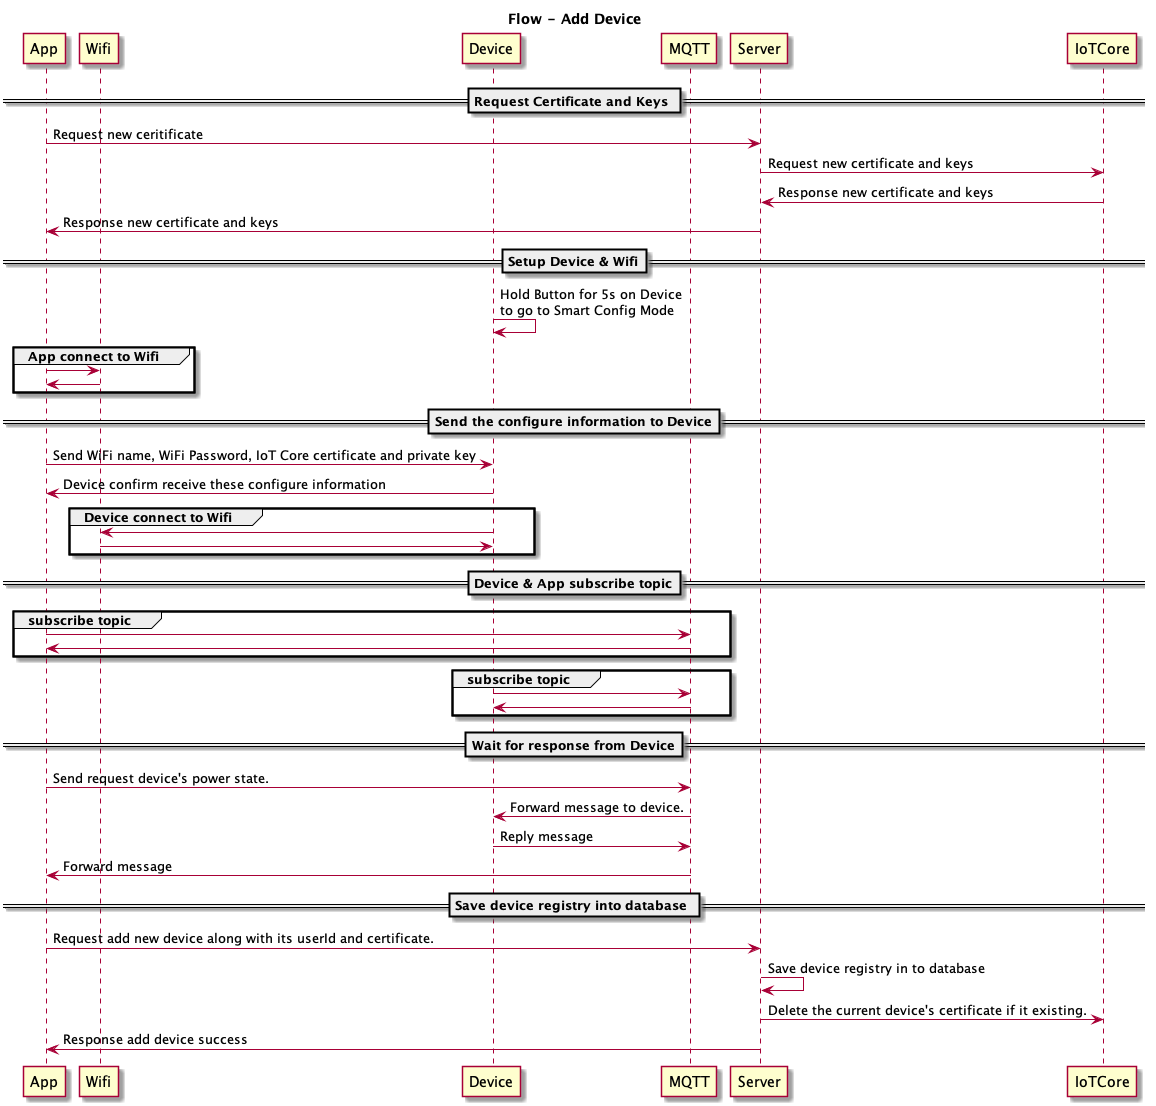 Flow - Add Device
App
Wifi
Device
MQTT
Server
IoTCore
Request Certificate and Keys
Request new ceritificate
Request new certificate and keys
Response new certificate and keys
Response new certificate and keys
Setup Device & Wifi
Hold Button for 5s on Device
to go to Smart Config Mode
App connect to Wifi
Send the configure information to Device
Send WiFi name, WiFi Password, IoT Core certificate and private key
Device confirm receive these configure information
Device connect to Wifi
Device & App subscribe topic
subscribe topic
subscribe topic
Wait for response from Device
Send request device's power state.
Forward message to device.
Reply message
Forward message
Save device registry into database
Request add new device along with its userId and certificate.
Save device registry in to database
Delete the current device's certificate if it existing.
Response add device success
App
Wifi
Device
MQTT
Server
IoTCore